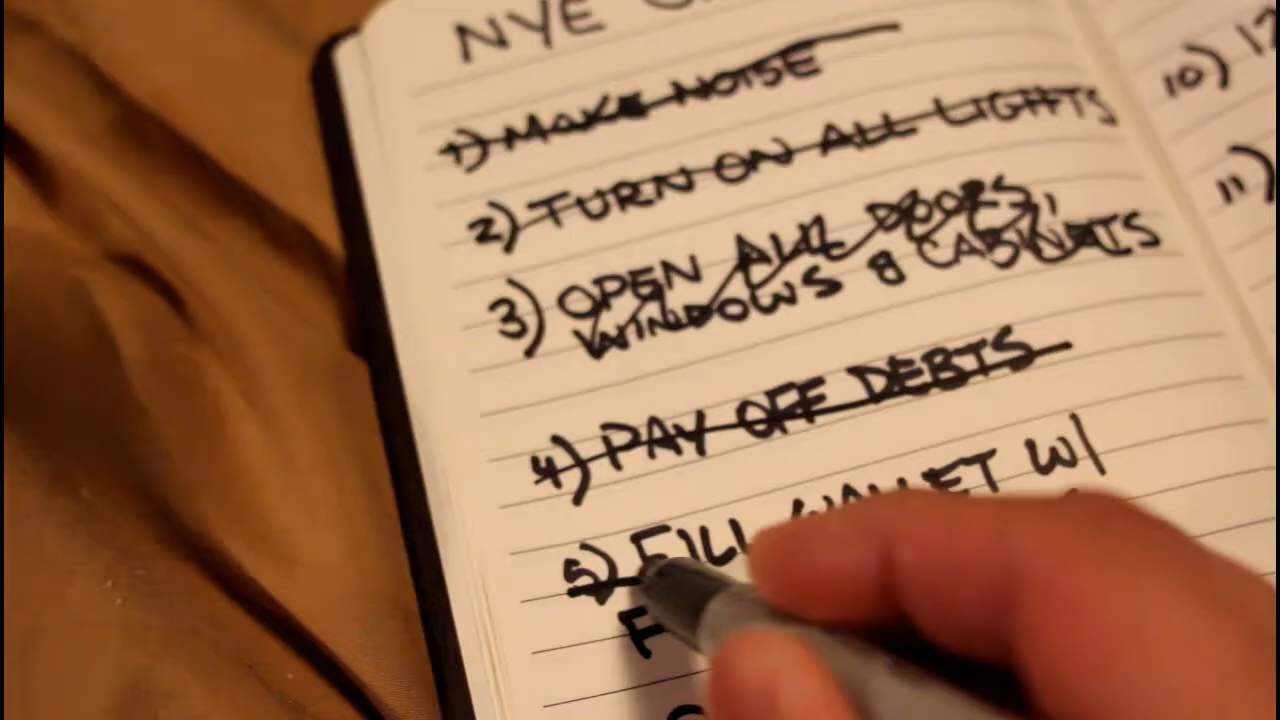 NYE
1) MAKE NOISE
2) TURN ON ALL LIGHTS
3) OPEN ALL DOORS,
WINDOWS & CABINETS
4) PAY OFF DEBTS
5) FILL WALLET W/
10)
11)